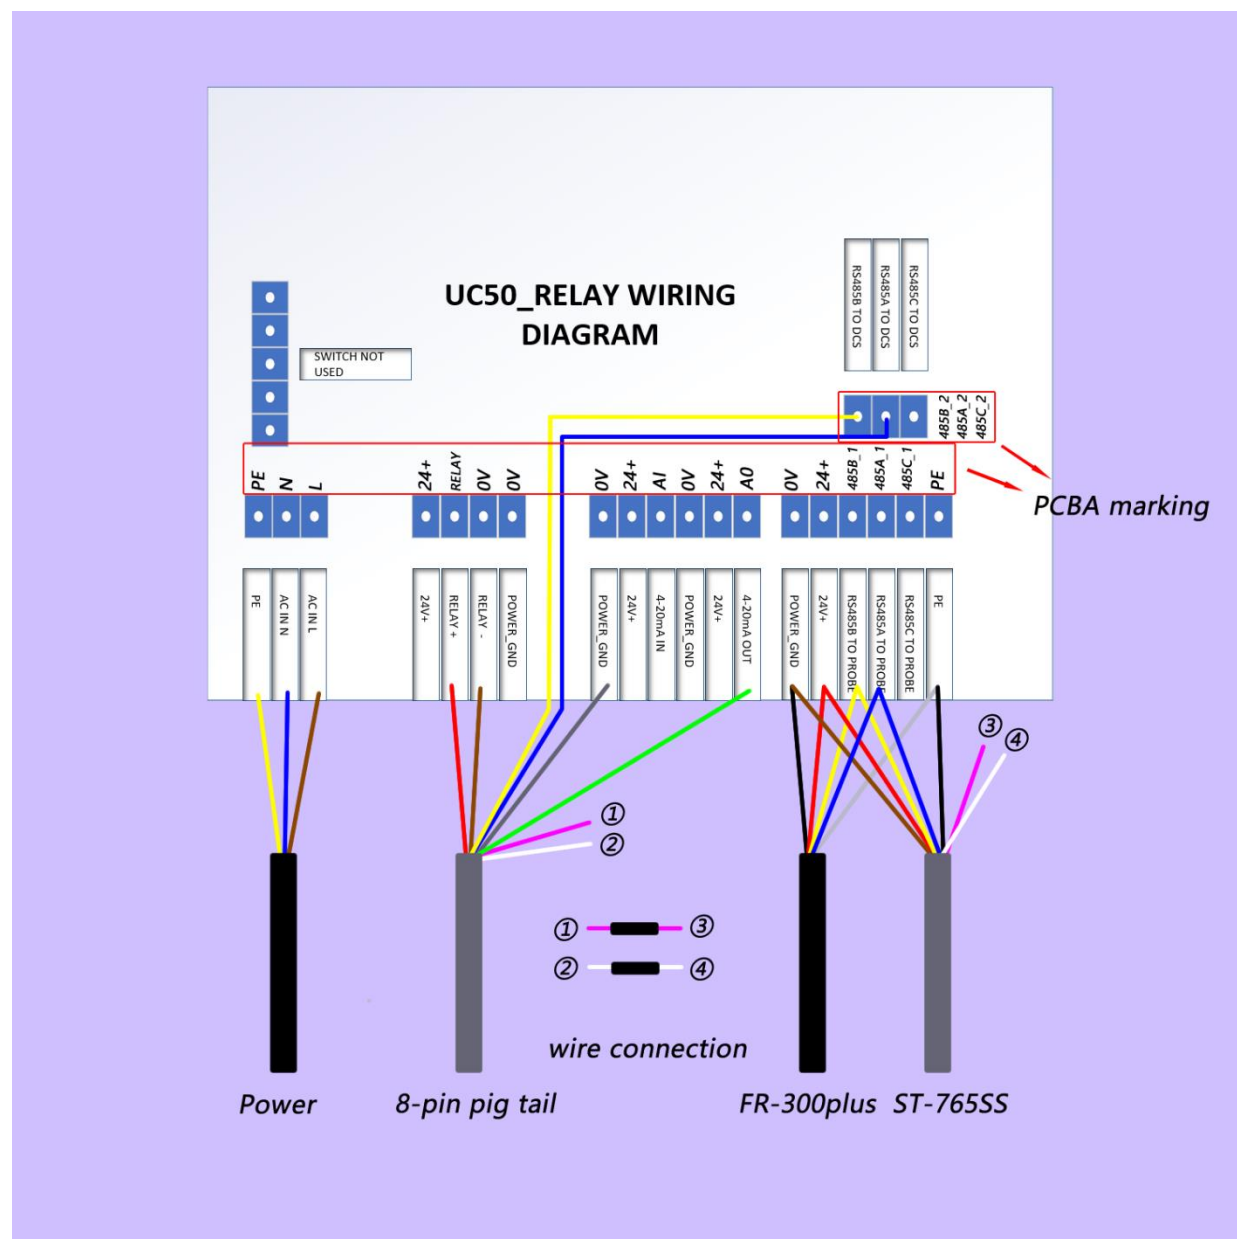 RS485B TO DCS
RS485A TO DCS
RS485C TO DCS
UC50_RELAY WIRING
DIAGRAM
SWITCH NOT
USED
485B_2
485A_2
485C_2
PE
N
L
24+
RELAY
0V
0V
0V
24+
AI
0V
24+
A0
0V
24+
485B_1
485A_1
485C_1
PE
PCBA marking
PE
AC IN N
AC IN L
24V+
RELAY +
RELAY -
POWER_GND
POWER_GND
24V+
4-20mA IN
POWER_GND
24V+
4-20mA OUT
POWER_GND
24V+
RS485B TO PROBE
RS485A TO PROBE
RS485C TO PROBE
PE
③
④
①
②
① ③
② ④
wire connection
Power
8-pin pig tail
FR-300plus
ST-765SS